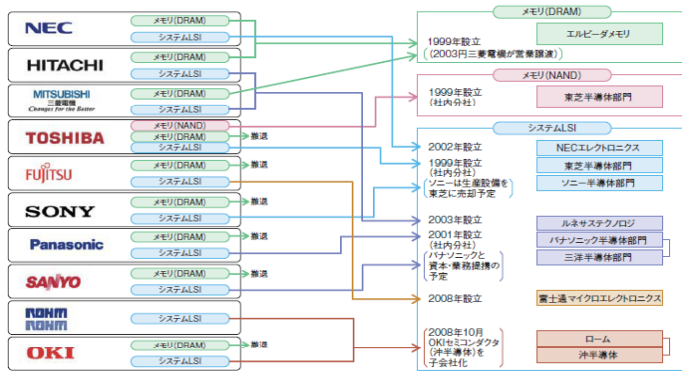 NEC
メモリ(DRAM)
システムLSI
HITACHI
メモリ(DRAM)
システムLSI
MITSUBISHI
三菱電機
Changes for the Better
メモリ(DRAM)
システムLSI
TOSHIBA
メモリ(NAND)
メモリ(DRAM)
撤退
システムLSI
FUJITSU
メモリ(DRAM)
撤退
システムLSI
SONY
メモリ(DRAM)
撤退
システムLSI
Panasonic
メモリ(DRAM)
撤退
システムLSI
SANYO
メモリ(DRAM)
撤退
システムLSI
ROHM
ROHM
システムLSI
OKI
メモリ(DRAM)
撤退
システムLSI
メモリ(DRAM)
1999年設立
エルピーダメモリ
(2003円三菱電機が営業譲渡)
メモリ(NAND)
1999年設立
(社内分社)
東芝半導体部門
システムLSI
2002年設立
NECエレクトロニクス
1999年設立
(社内分社)
東芝半導体部門
(ソニーは生産設備を
東芝に売却予定)
ソニー半導体部門
2003年設立
ルネサステクノロジ
2001年設立
(社内分社)
パナソニック半導体部門
(パナソニックと
資本・業務提携の
予定)
三洋半導体部門
2008年設立
富士通マイクロエレクトロニクス
(2008年10月
OKIセミコンダクタ
(沖半導体)を
子会社化)
ローム
沖半導体